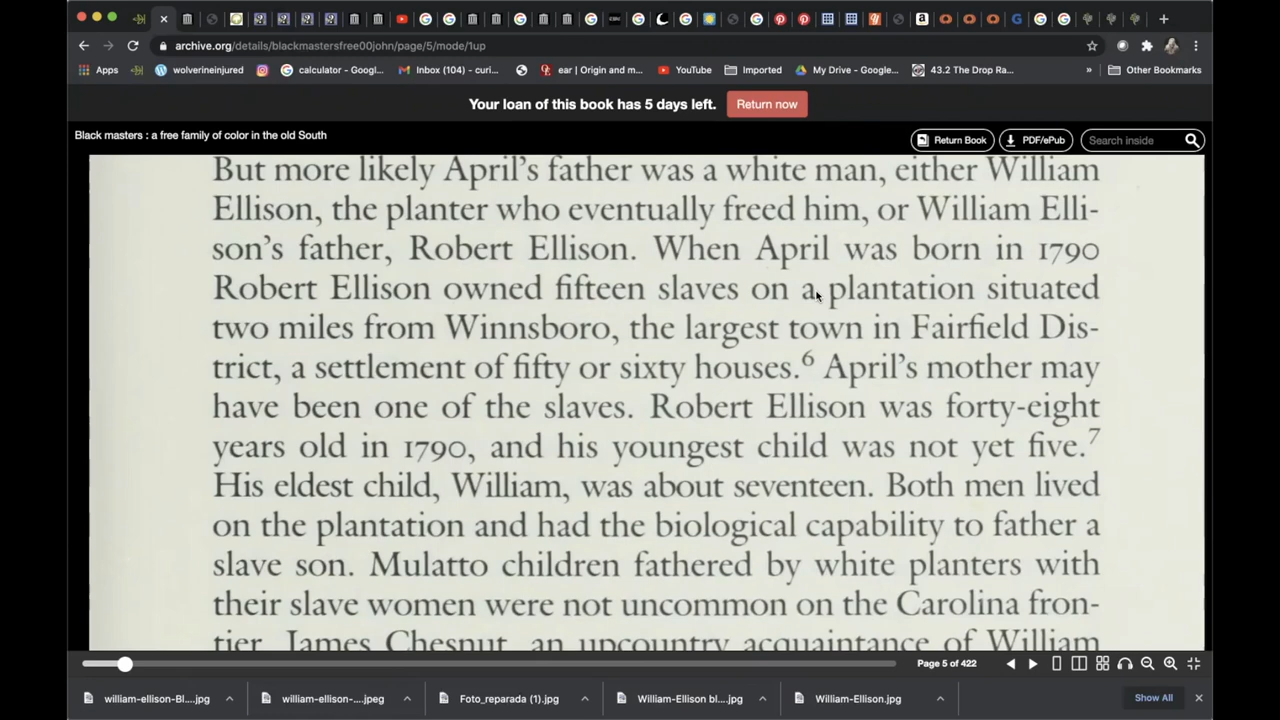 archive.org/details/blackmastersfree00john/page/5/mode/1up
Apps
wolverineinjured
calculator - Googl...
Inbox (104) - curi...
ear | Origin and m...
YouTube
Imported
My Drive - Google...
43.2 The Drop Ra...
»
Other Bookmarks
Your loan of this book has 5 days left.
Return now
Black masters : a free family of color in the old South
Return Book
PDF/ePub
Search inside
But more likely April's father was a white man, either William
Ellison, the planter who eventually freed him, or William Elli-
son's father, Robert Ellison. When April was born in 1790
Robert Ellison owned fifteen slaves on a plantation situated
two miles from Winnsboro, the largest town in Fairfield Dis-
trict, a settlement of fifty or sixty houses.6 April's mother may
have been one of the slaves. Robert Ellison was forty-eight
years old in 1790, and his youngest child was not yet five.7
His eldest child, William, was about seventeen. Both men lived
on the plantation and had the biological capability to father a
slave son. Mulatto children fathered by white planters with
their slave women were not uncommon on the Carolina fron-
tier. James Chesnut, an upcountry acquaintance of William
Page 5 of 422
william-ellison-Bl....jpg
william-ellison-....jpeg
Foto_reparada (1).jpg
William-Ellison bl....jpg
William-Ellison.jpg
Show All